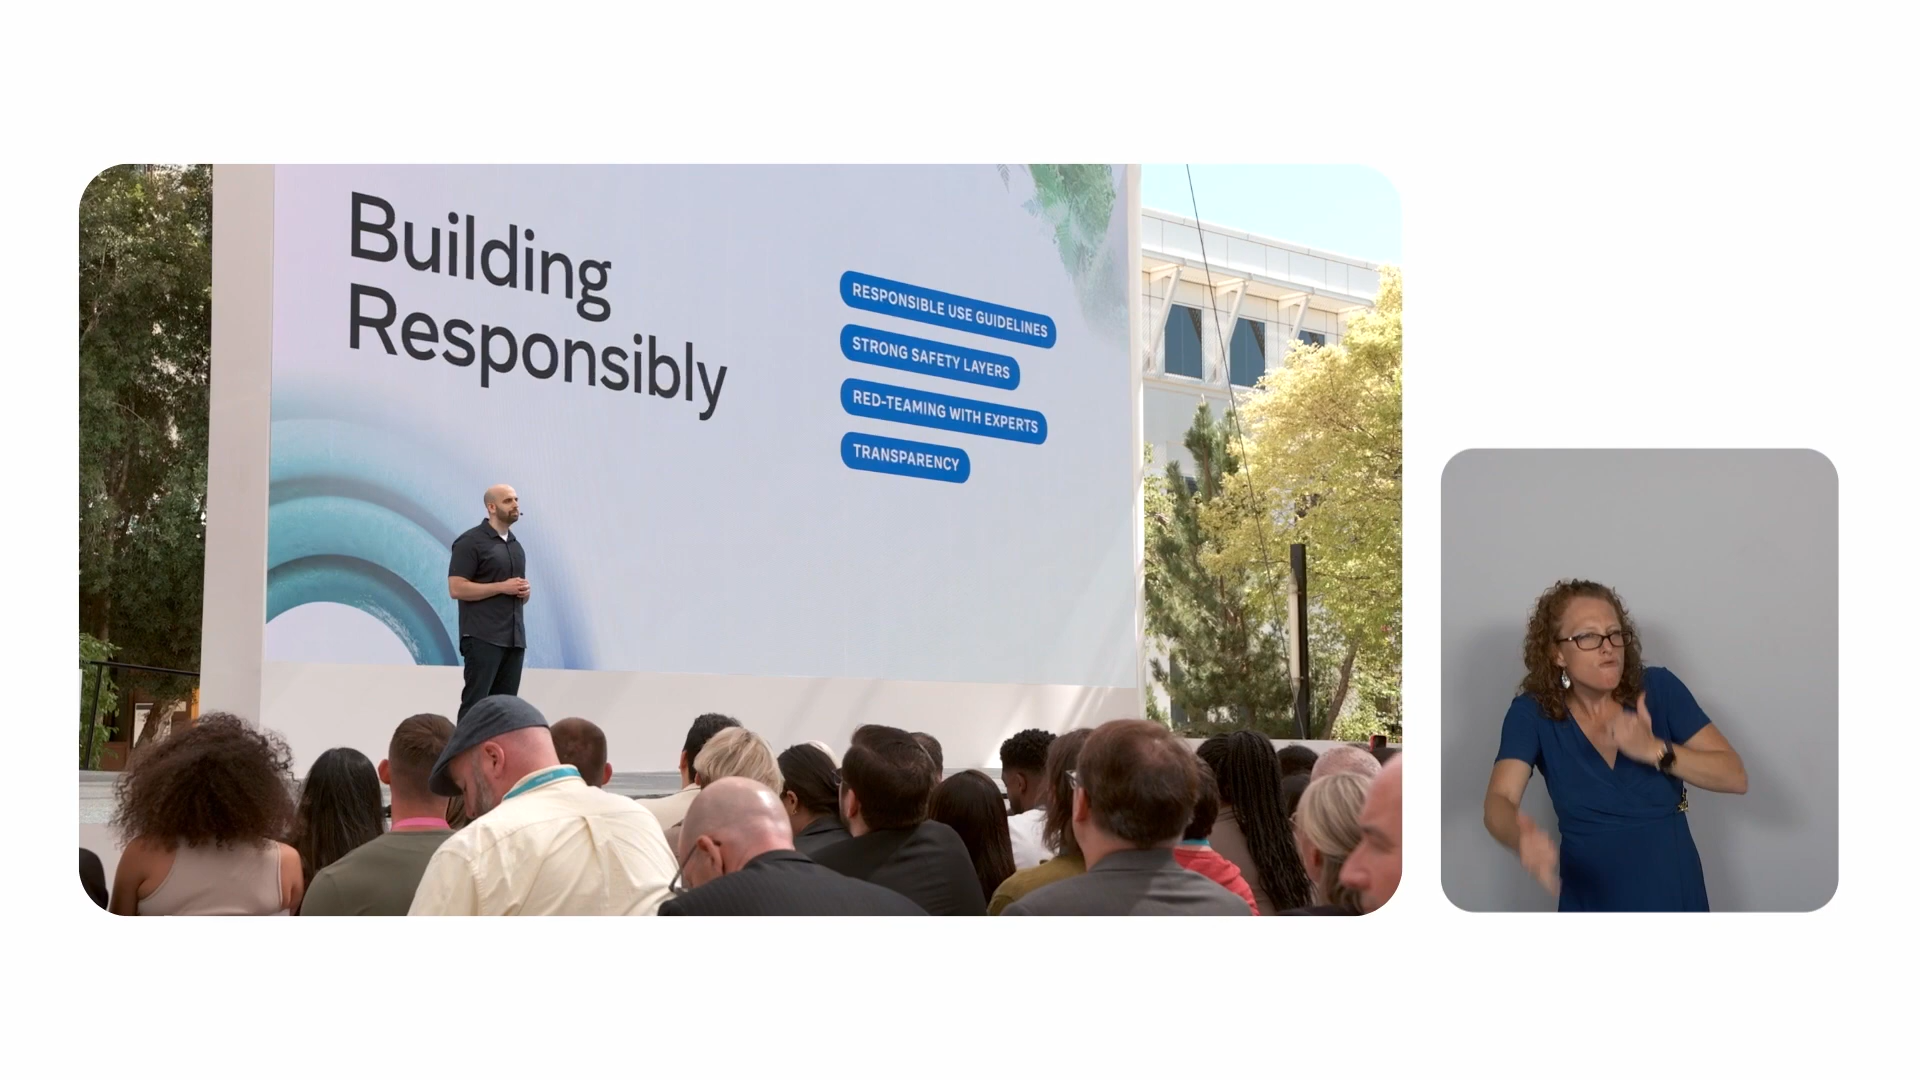 Building
Responsibly
RESPONSIBLE USE GUIDELINES
STRONG SAFETY LAYERS
RED-TEAMING WITH EXPERTS
TRANSPARENCY